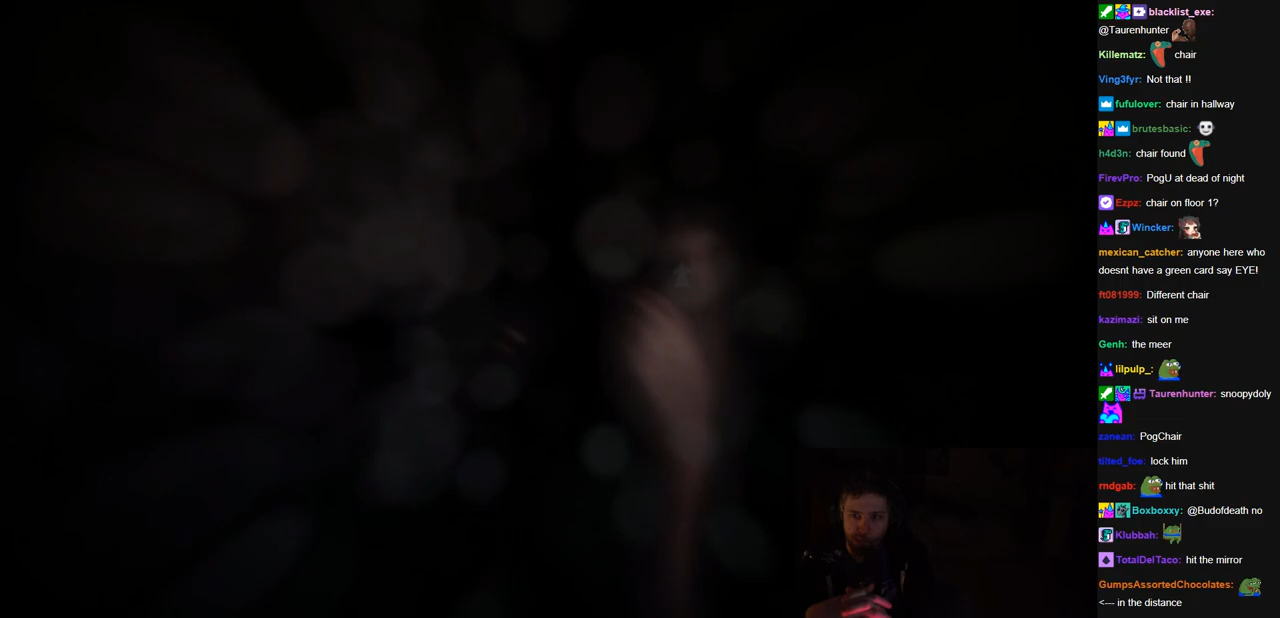 blacklist_exe:
@Taurenhunter
Killematz: chair
Ving3fyr: Not that !!
fufulover: chair in hallway
brutesbasic:
h4d3n: chair found
FirevPro: PogU at dead of night
Ezpz: chair on floor 1?
Wincker:
mexican_catcher: anyone here who
doesnt have a green card say EYE!
ft081999: Different chair
kazimazi: sit on me
Genh: the meer
lilpulp_:
Taurenhunter: snoopydoly
zanean: PogChair
tilted_foe: lock him
rndgab: hit that shit
Boxboxxy: @Budofdeath no
Klubbah:
TotalDelTaco: hit the mirror
GumpsAssortedChocolates:
<--- in the distance